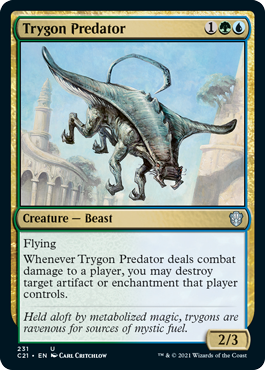 Trygon Predator 1
Creature — Beast
Flying
Whenever Trygon Predator deals combat
damage to a player, you may destroy
target artifact or enchantment that player
controls.
Held aloft by metabolized magic, trygons are
ravenous for sources of mystic fuel.
2/3
231 U
C21 • EN CARL CRITCHLOW
™ & © 2021 Wizards of the Coast